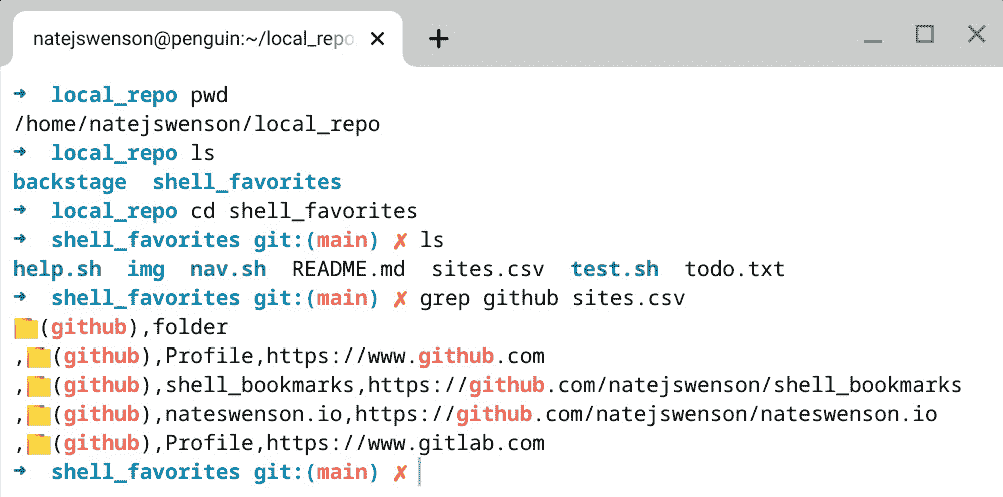 natejswenson@penguin:~/local_repo
➜ local_repo pwd
/home/natejswenson/local_repo
➜ local_repo ls
backstage shell_favorites
➜ local_repo cd shell_favorites
➜ shell_favorites git:(main) ✗ ls
help.sh img nav.sh README.md sites.csv test.sh todo.txt
➜ shell_favorites git:(main) ✗ grep github sites.csv
📁(github),folder
,📁(github),Profile,https://www.github.com
,📁(github),shell_bookmarks,https://github.com/natejswenson/shell_bookmarks
,📁(github),nateswenson.io,https://github.com/natejswenson/nateswenson.io
,📁(github),Profile,https://www.gitlab.com
➜ shell_favorites git:(main) ✗